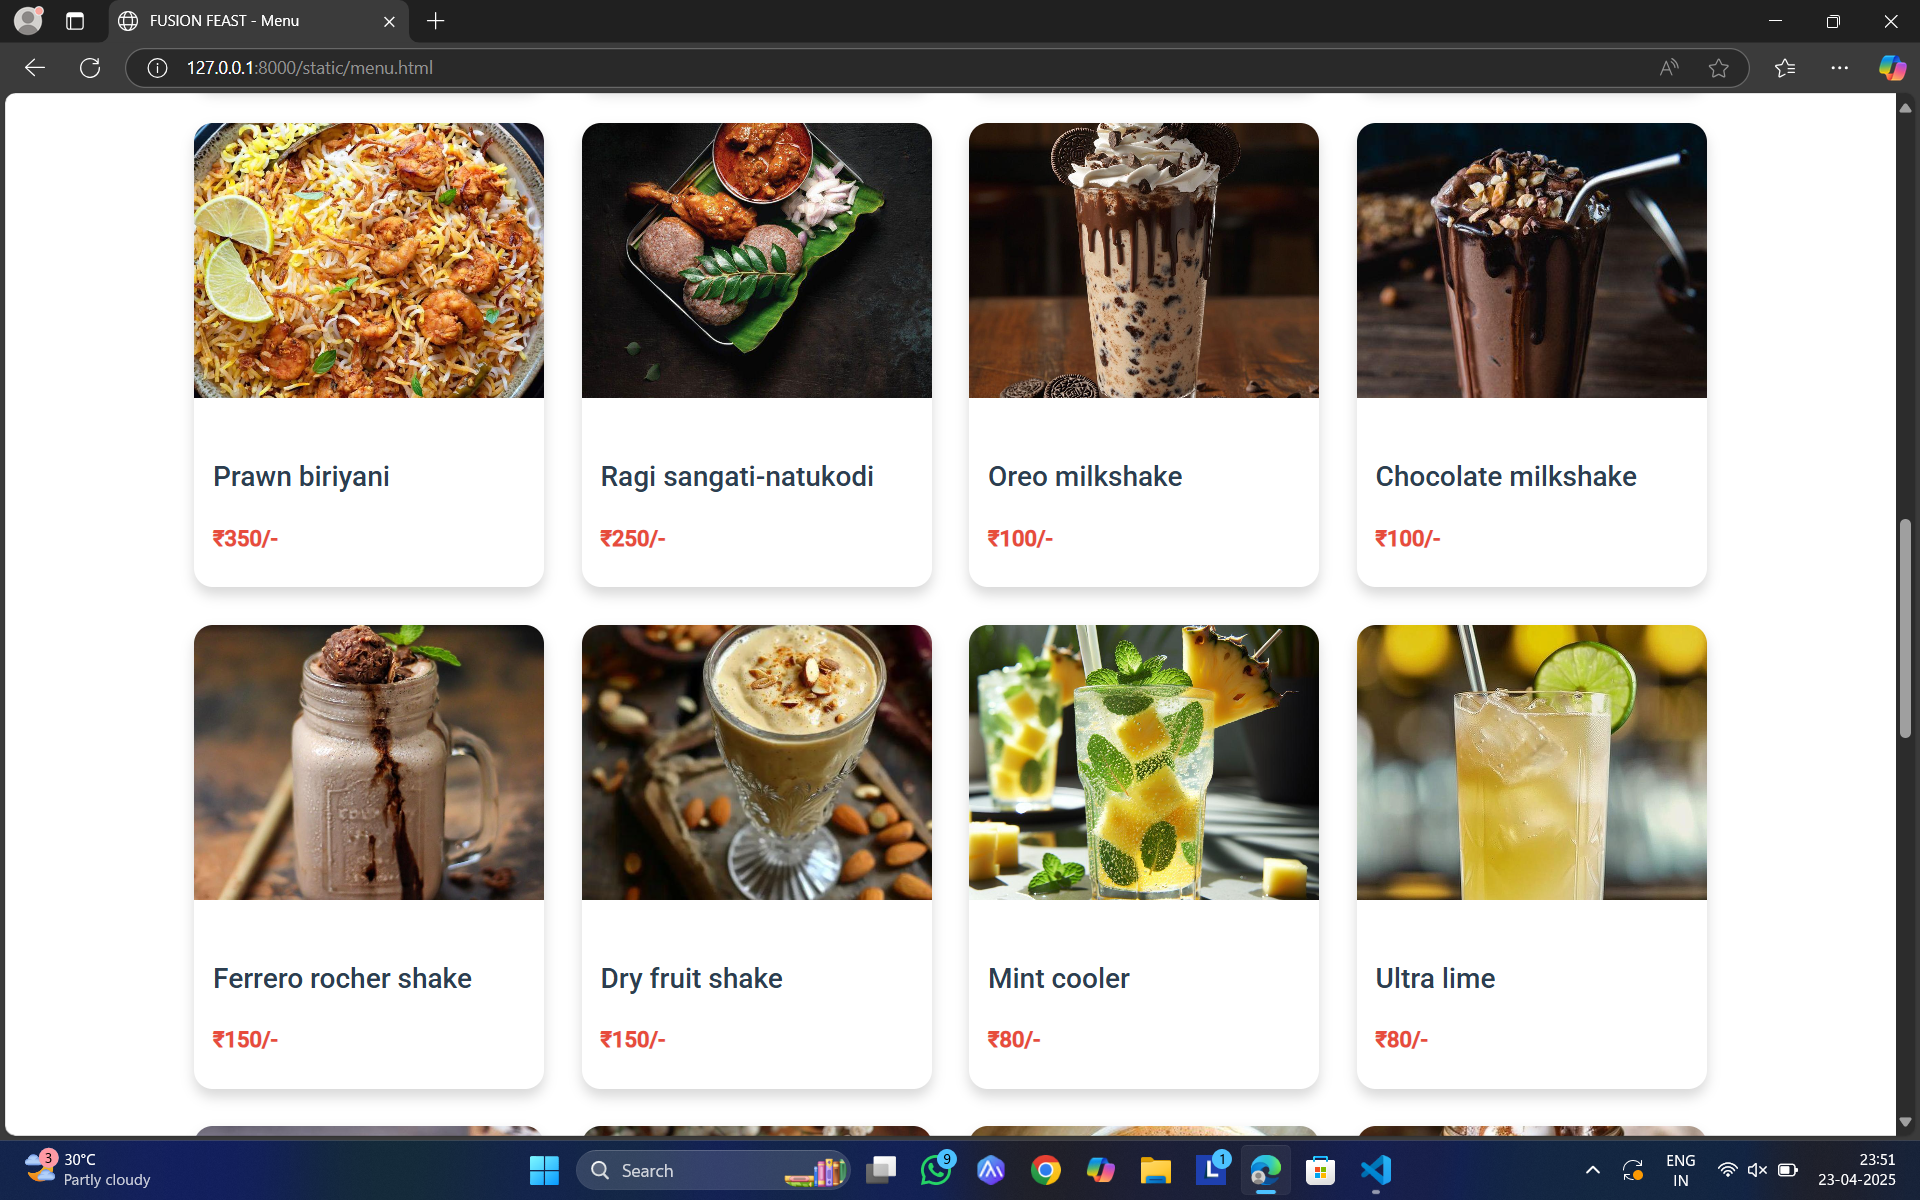 FUSION FEAST - Menu
127.0.0.1:8000/static/menu.html
Prawn biriyani
Ragi sangati-natukodi
Oreo milkshake
Chocolate milkshake
₹350/-
₹250/-
₹100/-
₹100/-
Ferrero rocher shake
Dry fruit shake
Mint cooler
Ultra lime
₹150/-
₹150/-
₹80/-
₹80/-
3
30°C
Partly cloudy
Search
9
L
1
ENG
IN
23:51
23-04-2025